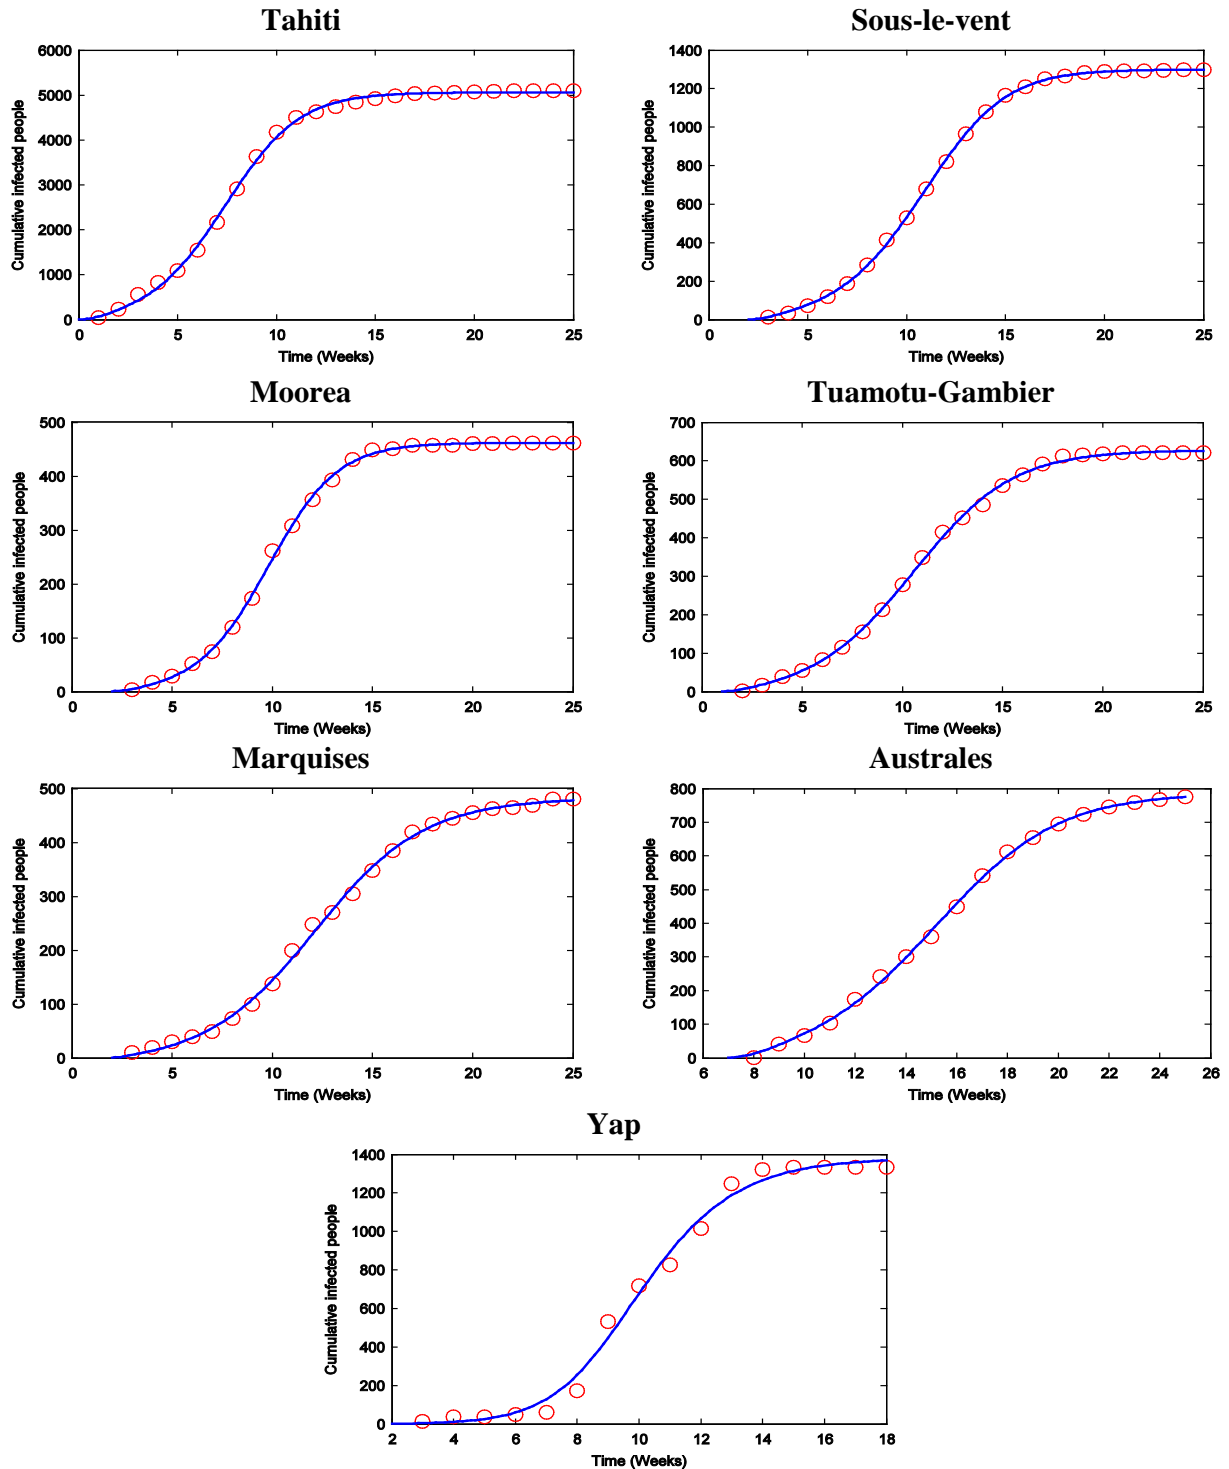 Tahiti
6000
5000
4000
3000
2000
1000
0
Cumulative infected people
0 5 10 15 20 25
Time (Weeks)
Sous-le-vent
1400
1200
1000
800
600
400
200
0
Cumulative infected people
0 5 10 15 20 25
Time (Weeks)
Moorea
500
400
300
200
100
0
Cumulative infected people
0 5 10 15 20 25
Time (Weeks)
Tuamotu-Gambier
700
600
500
400
300
200
100
0
Cumulative infected people
0 5 10 15 20 25
Time (Weeks)
Marquises
500
400
300
200
100
0
Cumulative infected people
0 5 10 15 20 25
Time (Weeks)
Australes
800
700
600
500
400
300
200
100
0
Cumulative infected people
6 8 10 12 14 16 18 20 22 24 26
Time (Weeks)
Yap
1400
1200
1000
800
600
400
200
0
Cumulative infected people
2 4 6 8 10 12 14 16 18
Time (Weeks)